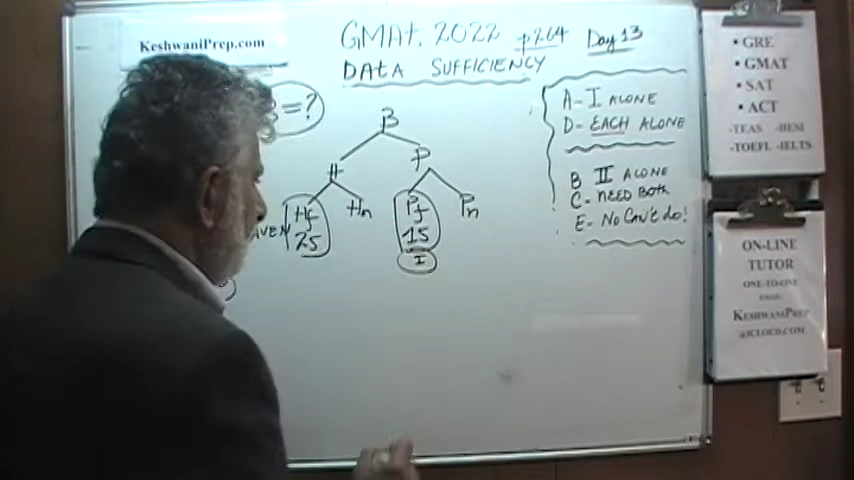 KeshwaniPrep.com
GMAT. 2022 p264 Day 13
DATA SUFFICIENCY
B = ?
B
H P
Hf Hn Pf Pn
25 15
I
A- I ALONE
D- EACH ALONE
B II ALONE
C- NEED BOTH
E- No Can't do!
• GRE
• GMAT
• SAT
• ACT
-TEAS -HESI
-TOEFL -IELTS
ON-LINE
TUTOR
ONE-TO-ONE
EMAIL:
KESHWANIPREP
@ICLOUD.COM